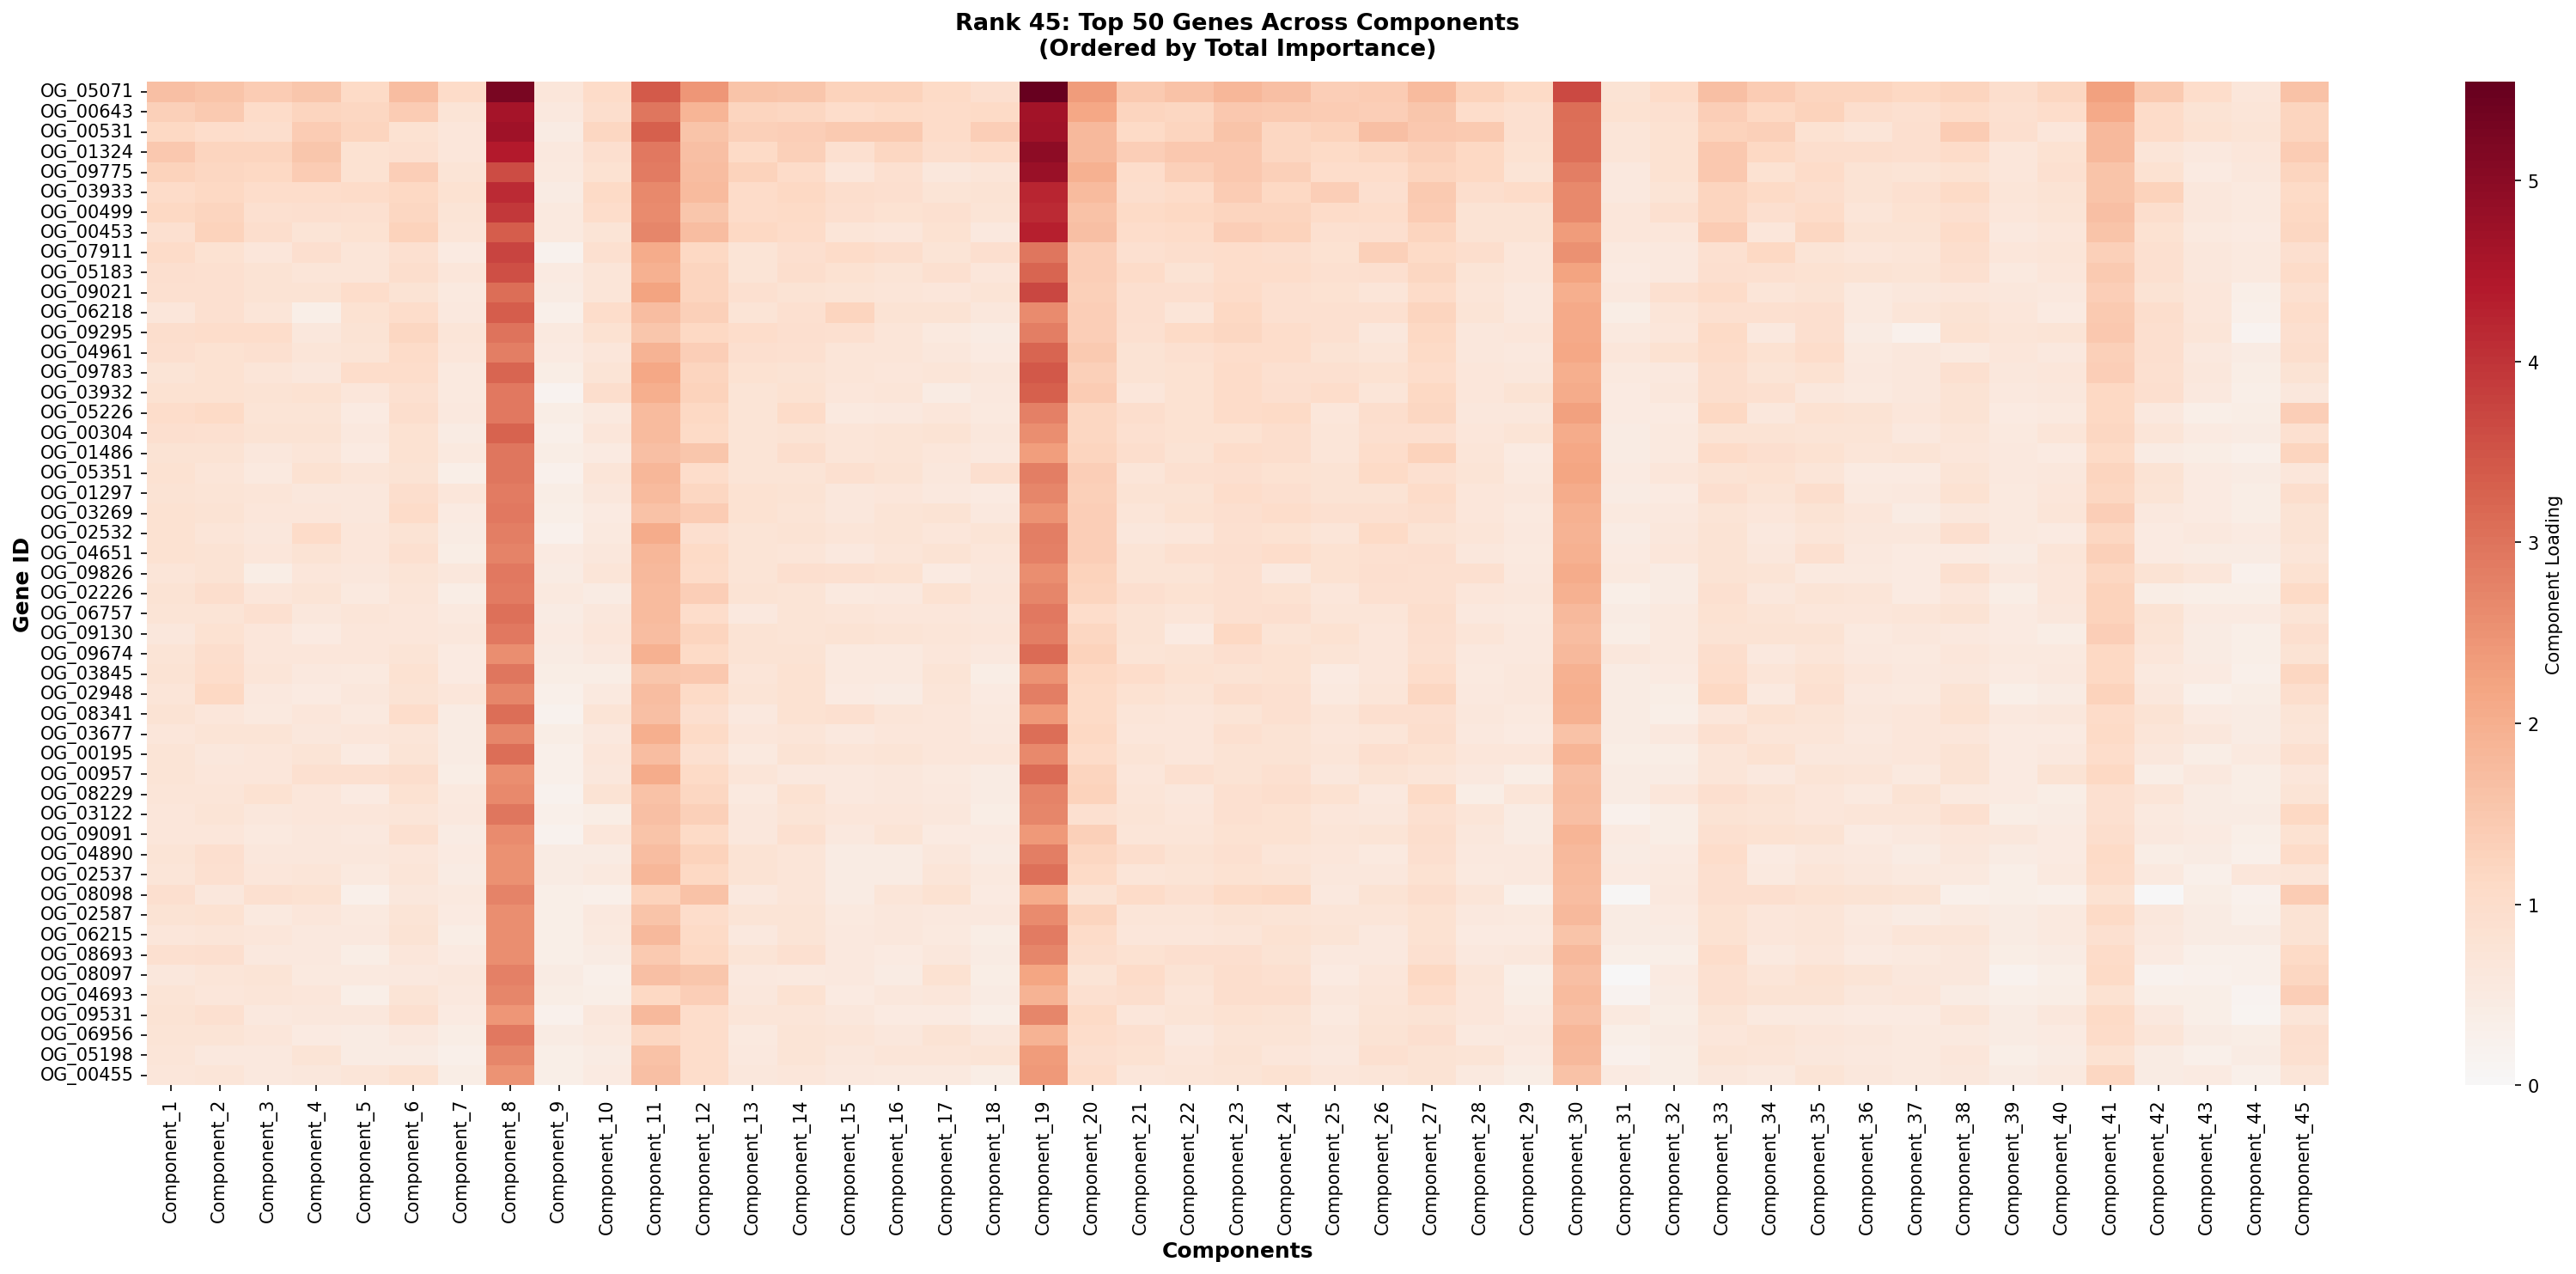 Rank 45: Top 50 Genes Across Components
(Ordered by Total Importance)
Gene ID
OG_05071
OG_00643
OG_00531
OG_01324
OG_09775
OG_03933
OG_00499
OG_00453
OG_07911
OG_05183
OG_09021
OG_06218
OG_09295
OG_04961
OG_09783
OG_03932
OG_05226
OG_00304
OG_01486
OG_05351
OG_01297
OG_03269
OG_02532
OG_04651
OG_09826
OG_02226
OG_06757
OG_09130
OG_09674
OG_03845
OG_02948
OG_08341
OG_03677
OG_00195
OG_00957
OG_08229
OG_03122
OG_09091
OG_04890
OG_02537
OG_08098
OG_02587
OG_06215
OG_08693
OG_08097
OG_04693
OG_09531
OG_06956
OG_05198
OG_00455
Component_1
Component_2
Component_3
Component_4
Component_5
Component_6
Component_7
Component_8
Component_9
Component_10
Component_11
Component_12
Component_13
Component_14
Component_15
Component_16
Component_17
Component_18
Component_19
Component_20
Component_21
Component_22
Component_23
Component_24
Component_25
Component_26
Component_27
Component_28
Component_29
Component_30
Component_31
Component_32
Component_33
Component_34
Component_35
Component_36
Component_37
Component_38
Component_39
Component_40
Component_41
Component_42
Component_43
Component_44
Component_45
Components
5
4
3
2
1
0
Component Loading